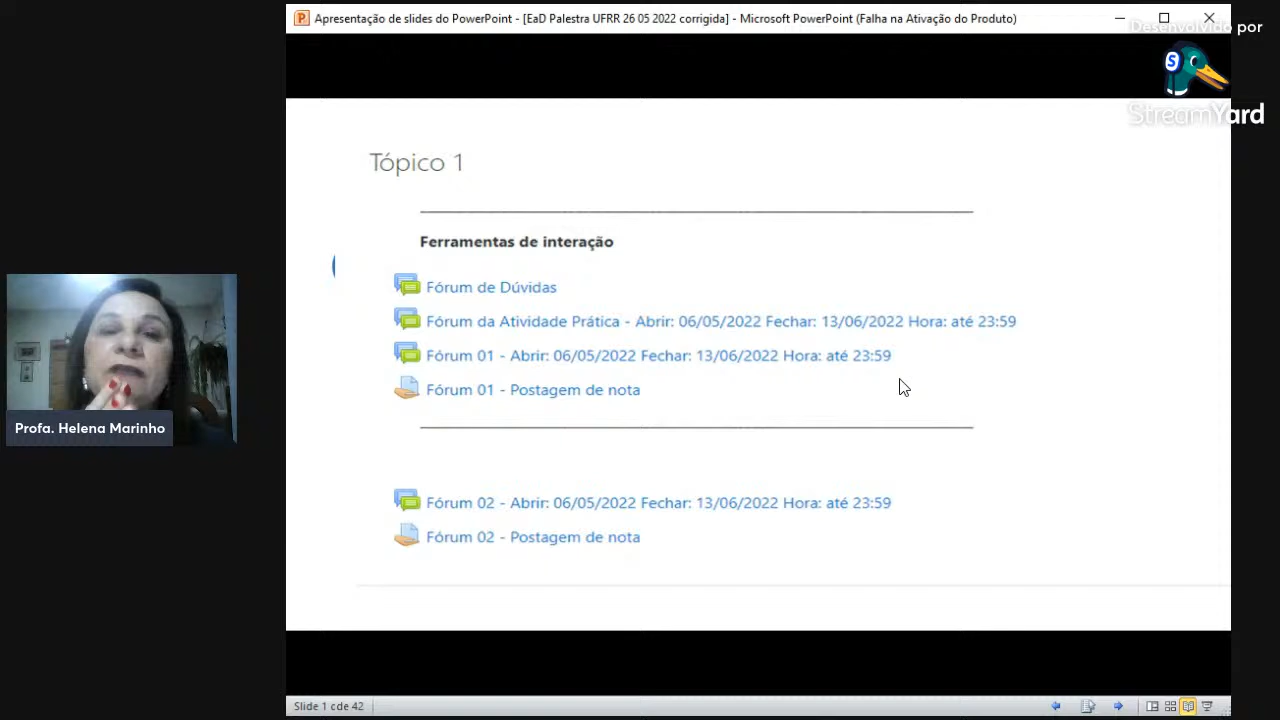 Apresentação de slides do PowerPoint - [EaD Palestra UFRR 26 05 2022 corrigida] - Microsoft PowerPoint (Falha na Ativação do Produto)
Desenvolvido por
S
StreamYard
Tópico 1
Ferramentas de interação
Fórum de Dúvidas
Fórum da Atividade Prática - Abrir: 06/05/2022 Fechar: 13/06/2022 Hora: até 23:59
Fórum 01 - Abrir: 06/05/2022 Fechar: 13/06/2022 Hora: até 23:59
Fórum 01 - Postagem de nota
Profa. Helena Marinho
Fórum 02 - Abrir: 06/05/2022 Fechar: 13/06/2022 Hora: até 23:59
Fórum 02 - Postagem de nota
Slide 1 cde 42